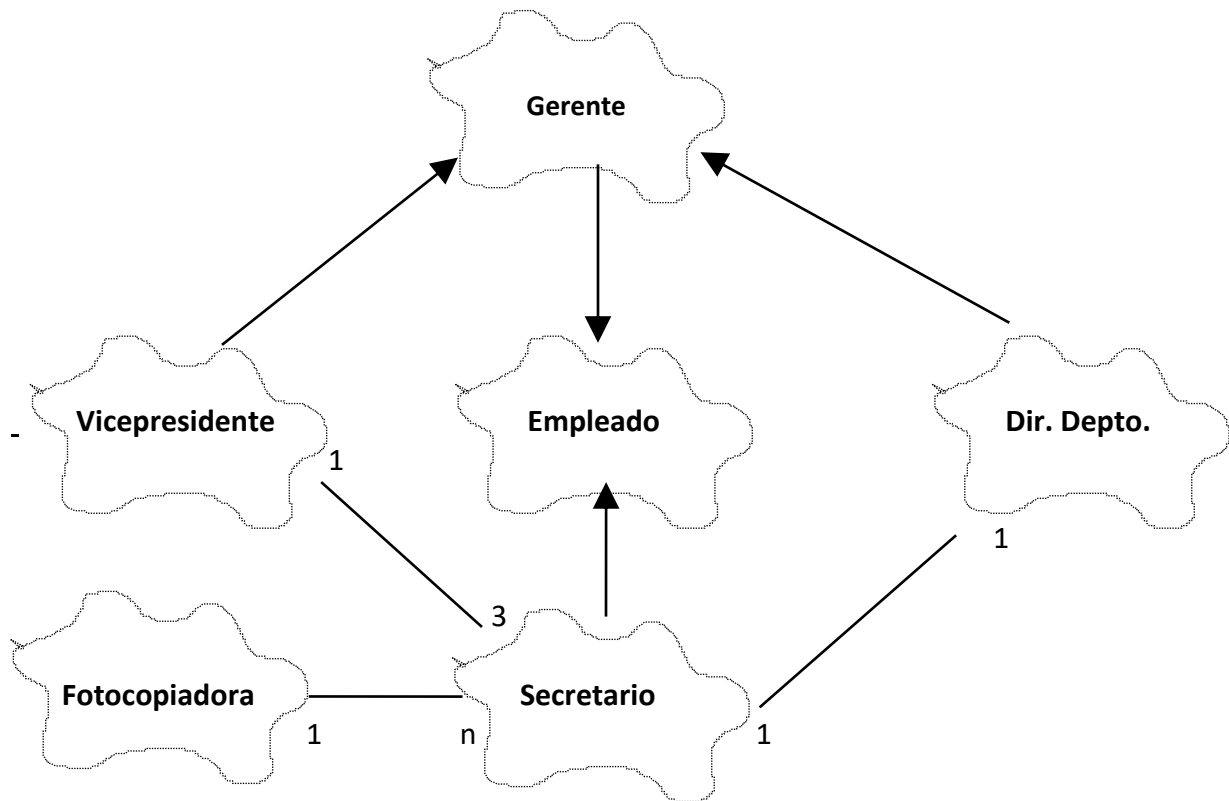 Gerente
Vicepresidente
Empleado
Dir. Depto.
-
1
1
3
Fotocopiadora
Secretario
1
n
1